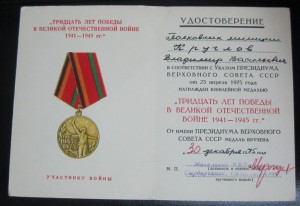 "ТРИДЦАТЬ ЛЕТ ПОБЕДЫ
В ВЕЛИКОЙ ОТЕЧЕСТВЕННОЙ ВОЙНЕ
1941—1945 гг."
УЧАСТНИКУ ВОЙНЫ
УДОСТОВЕРЕНИЕ
Полковник милиции
Круглов
Владимир Васильевич
В СООТВЕТСТВИИ С УКАЗОМ ПРЕЗИДИУМА
ВЕРХОВНОГО СОВЕТА СССР
от 25 апреля 1975 года
НАГРАЖДЕН ЮБИЛЕЙНОЙ МЕДАЛЬЮ
"ТРИДЦАТЬ ЛЕТ ПОБЕДЫ
В ВЕЛИКОЙ ОТЕЧЕСТВЕННОЙ
ВОЙНЕ 1941—1945 гг."
От имени ПРЕЗИДИУМА ВЕРХОВНОГО
СОВЕТА СССР МЕДАЛЬ ВРУЧЕНА
"30" декабря
М. П.